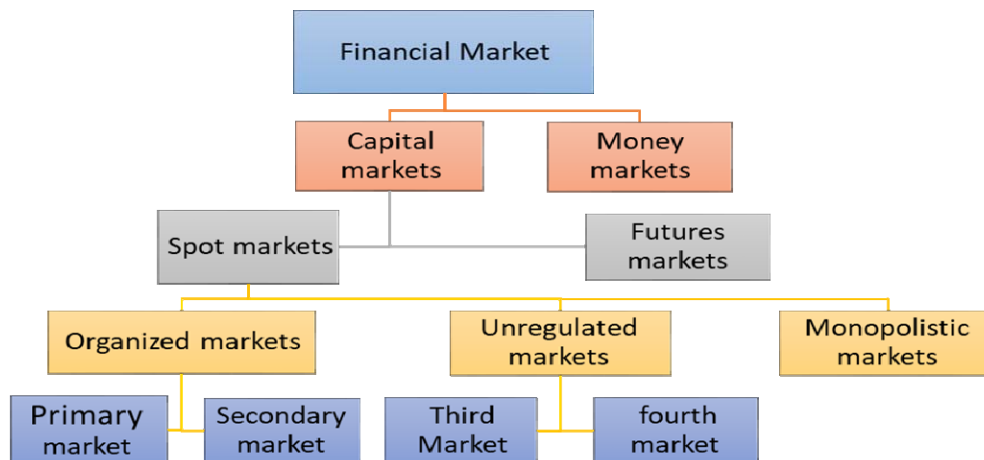 Financial Market
Capital
markets
Money
markets
Spot markets
Futures
markets
Organized markets
Unregulated
markets
Monopolistic
markets
Primary
market
Secondary
market
Third
Market
fourth
market